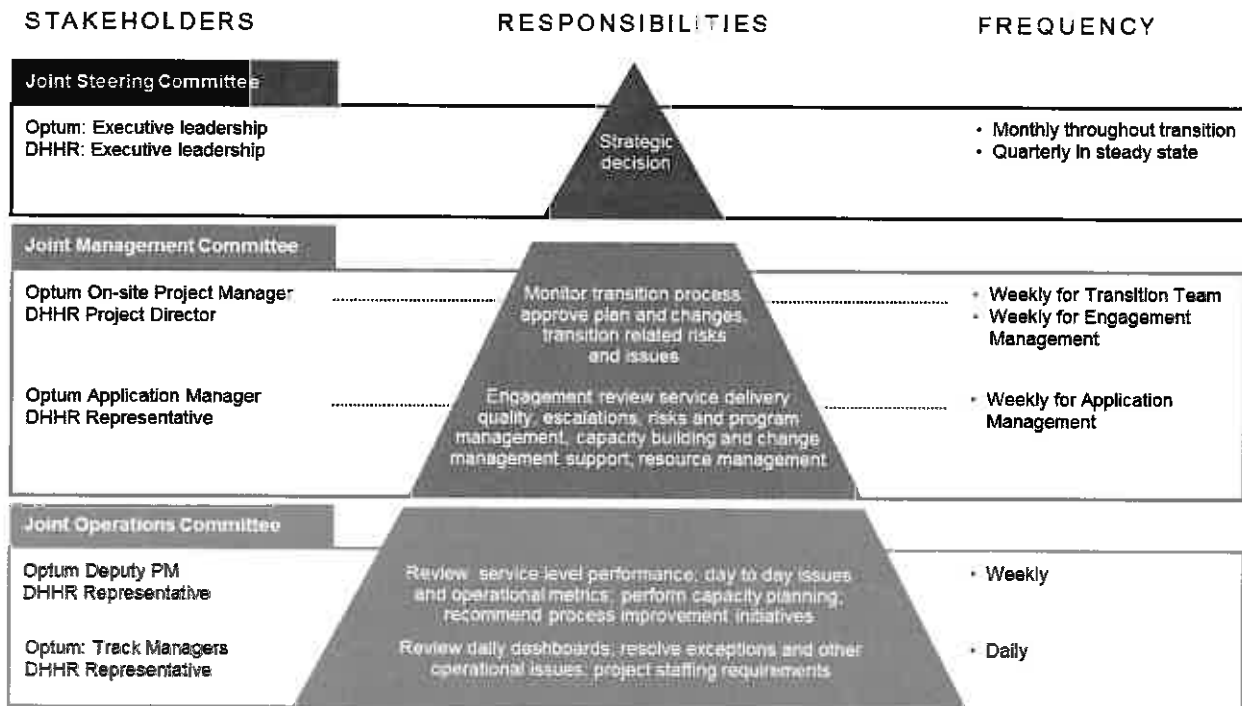 STAKEHOLDERS
RESPONSIBILITIES
FREQUENCY
Joint Steering Committee
Optum: Executive leadership
DHHR: Executive leadership
Strategic
decision
• Monthly throughout transition
• Quarterly in steady state
Joint Management Committee
Optum On-site Project Manager
DHHR Project Director
Monitor transition process
approve plan and changes,
transition related risks
and issues
• Weekly for Transition Team
• Weekly for Engagement
Management
Optum Application Manager
DHHR Representative
Engagement review service delivery
quality, escalations, risks and program
management, capacity building and change
management support, resource management
• Weekly for Application
Management
Joint Operations Committee
Optum Deputy PM
DHHR Representative
Review service level performance, day to day issues
and operational metrics, perform capacity planning,
recommend process improvement initiatives
• Weekly
Optum: Track Managers
DHHR Representative
Review daily dashboards, resolve exceptions and other
operational issues, project staffing requirements
• Daily